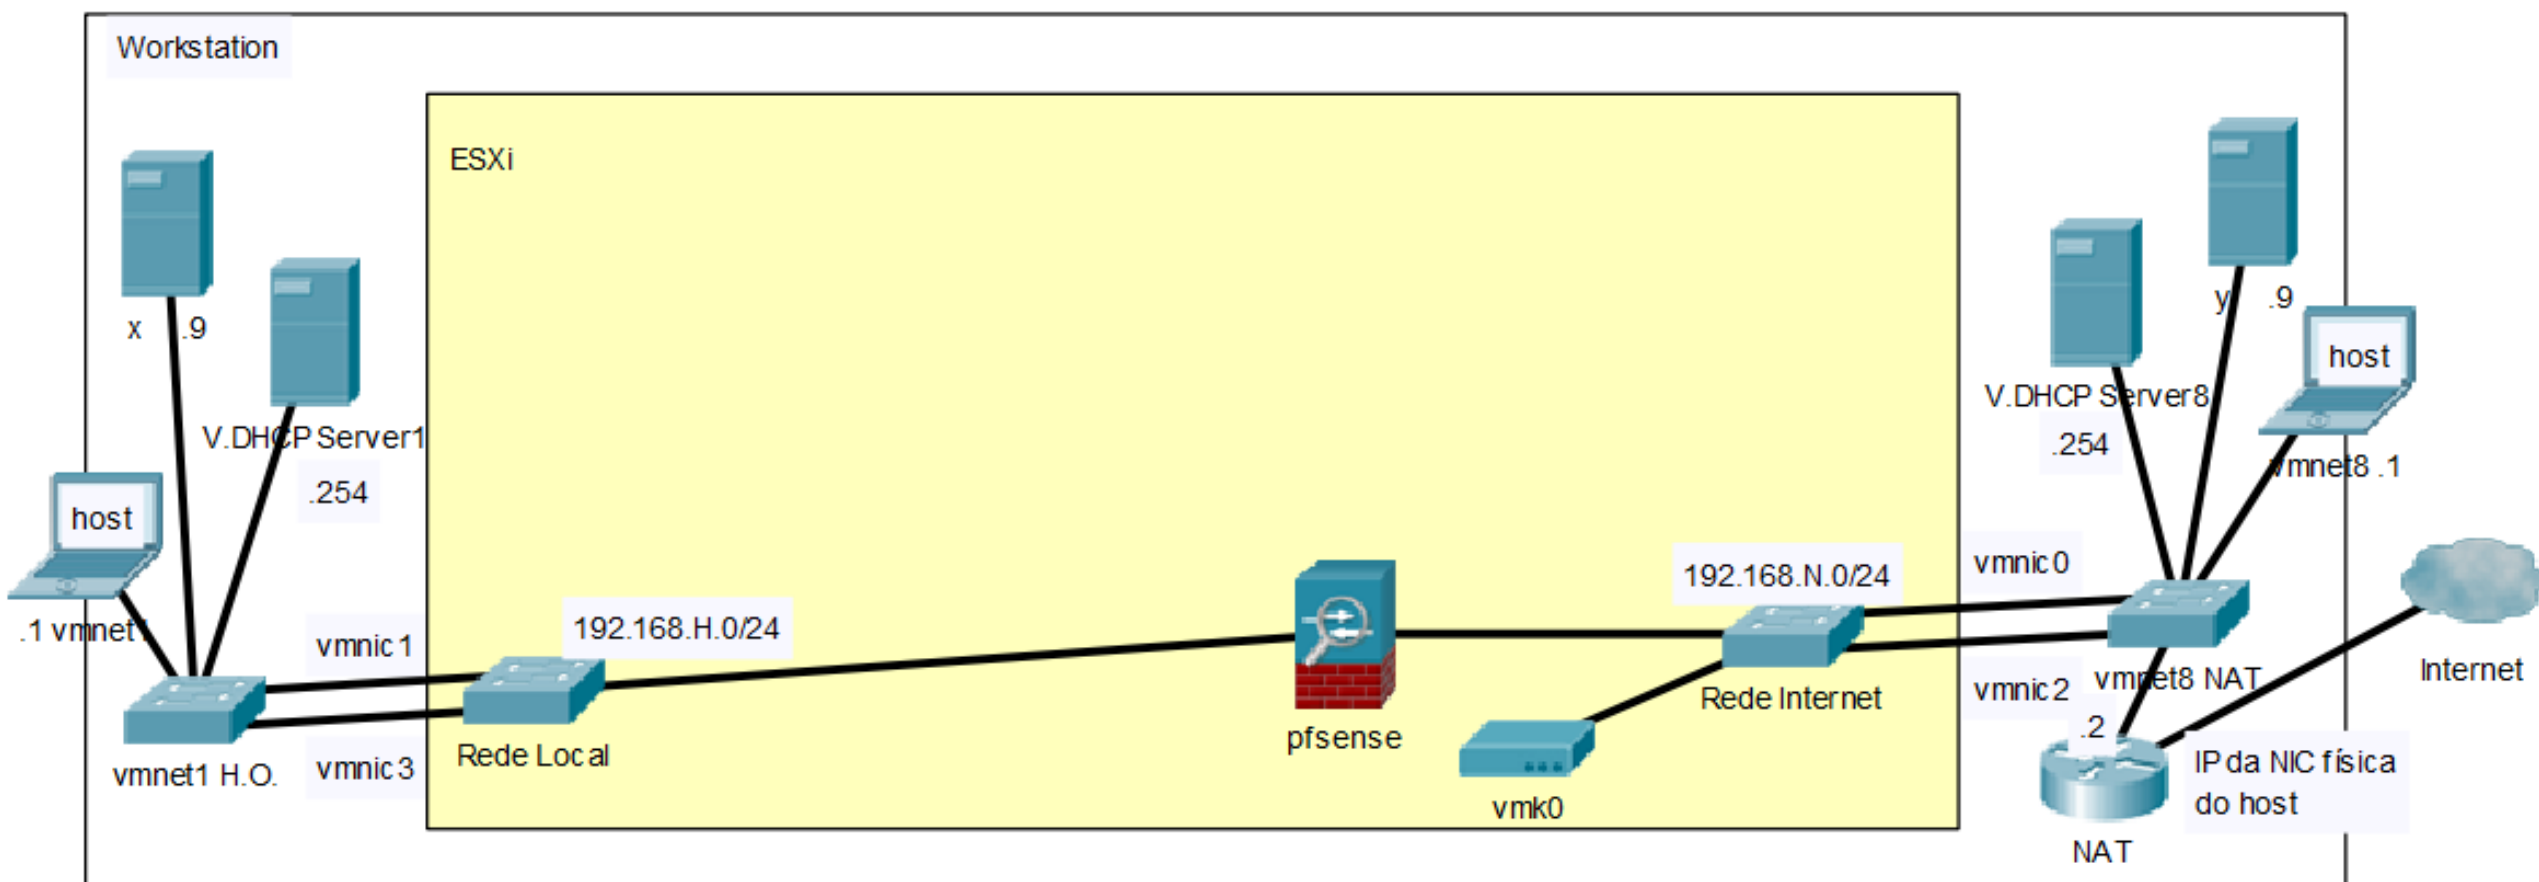 Workstation
ESXi
x .9
V.DHCP Server1
.254
host
.1 vmnet1
vmnic1
192.168.H.0/24
vmnet1 H.O.
vmnic3
Rede Local
pfsense
192.168.N.0/24
Rede Internet
vmk0
vmnic0
vmnic2
y .9
V.DHCP Server8
.254
host
vmnet8 .1
vmnet8 NAT
Internet
.2
IP da NIC física
do host
NAT